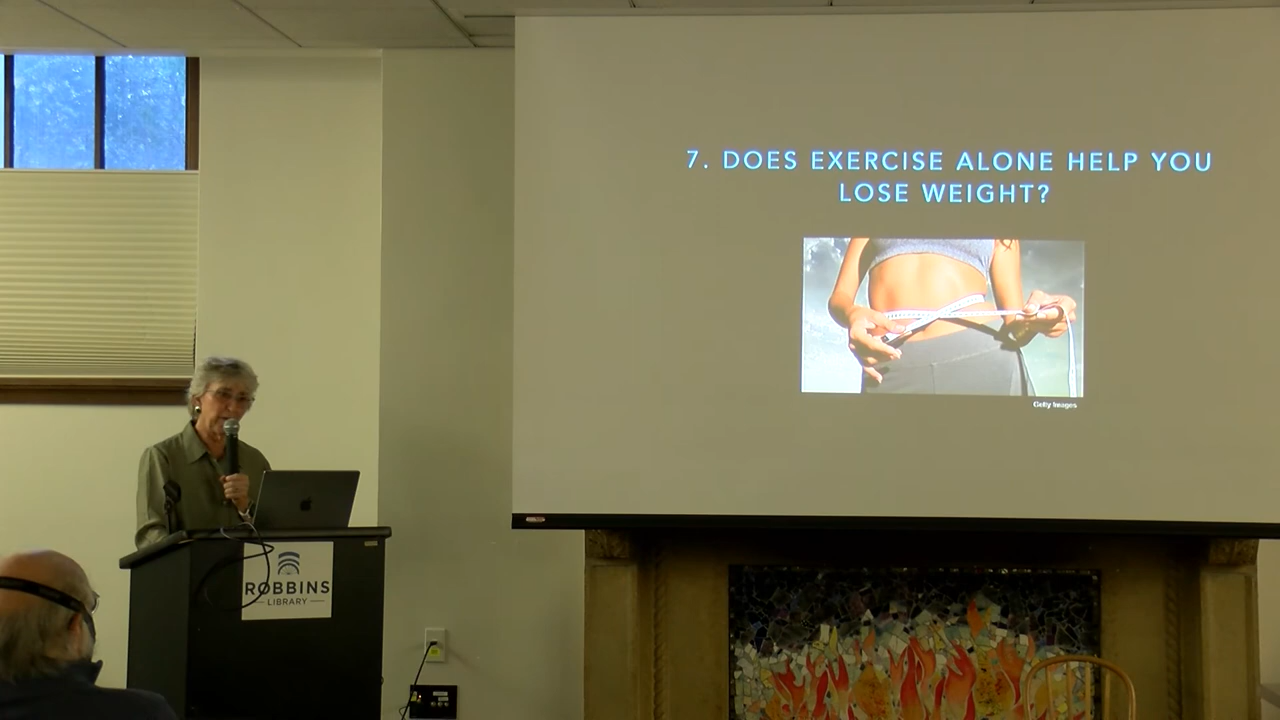 7. DOES EXERCISE ALONE HELP YOU
LOSE WEIGHT?
Getty Images
ROBBINS
LIBRARY